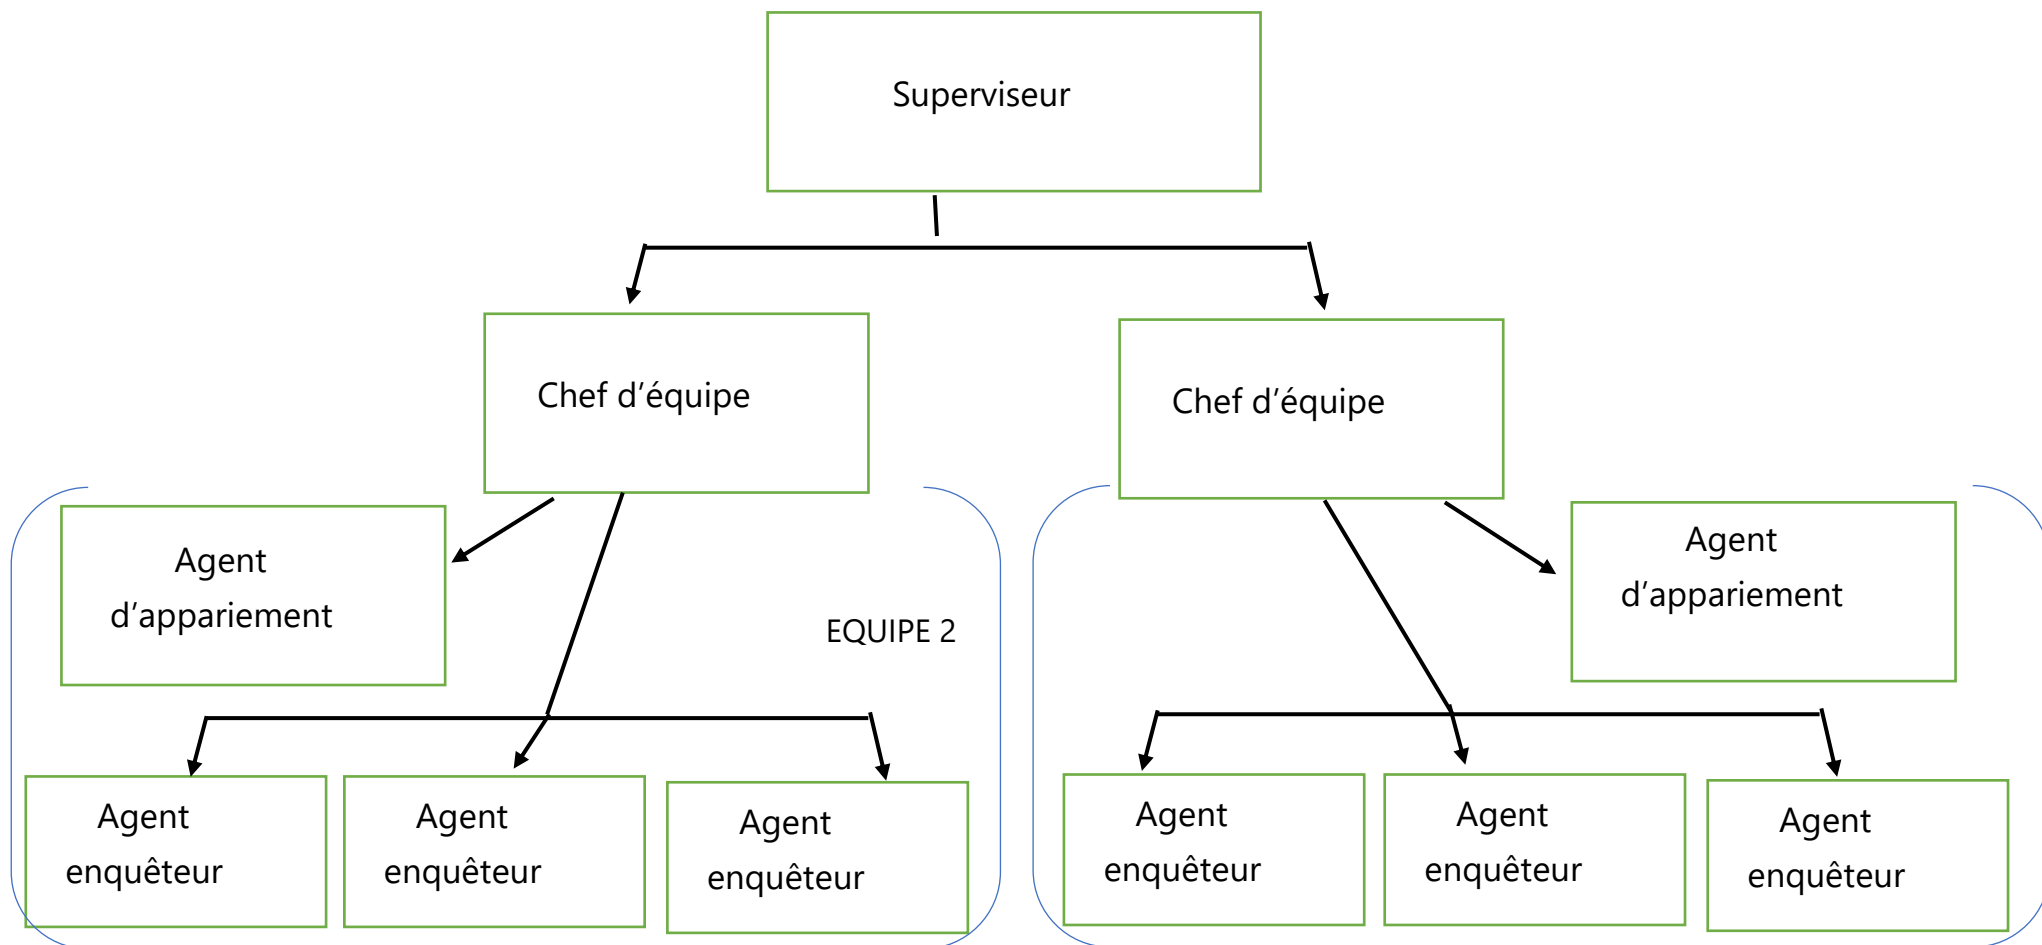 Superviseur
Chef d’équipe
Chef d’équipe
Agent
d’appariement
EQUIPE 2
Agent
d’appariement
Agent
enquêteur
Agent
enquêteur
Agent
enquêteur
Agent
enquêteur
Agent
enquêteur
Agent
enquêteur